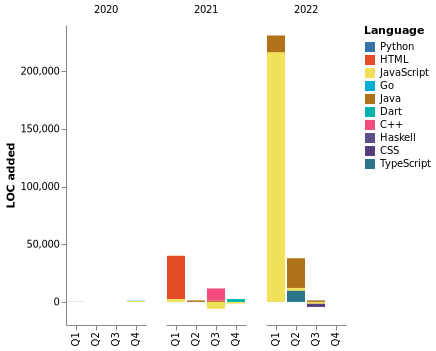 2020 2021 2022
Language
Python
HTML
JavaScript
Go
Java
Dart
C++
Haskell
CSS
TypeScript
LOC added
200,000
150,000
100,000
50,000
0
Q1 Q2 Q3 Q4 Q1 Q2 Q3 Q4 Q1 Q2 Q3 Q4